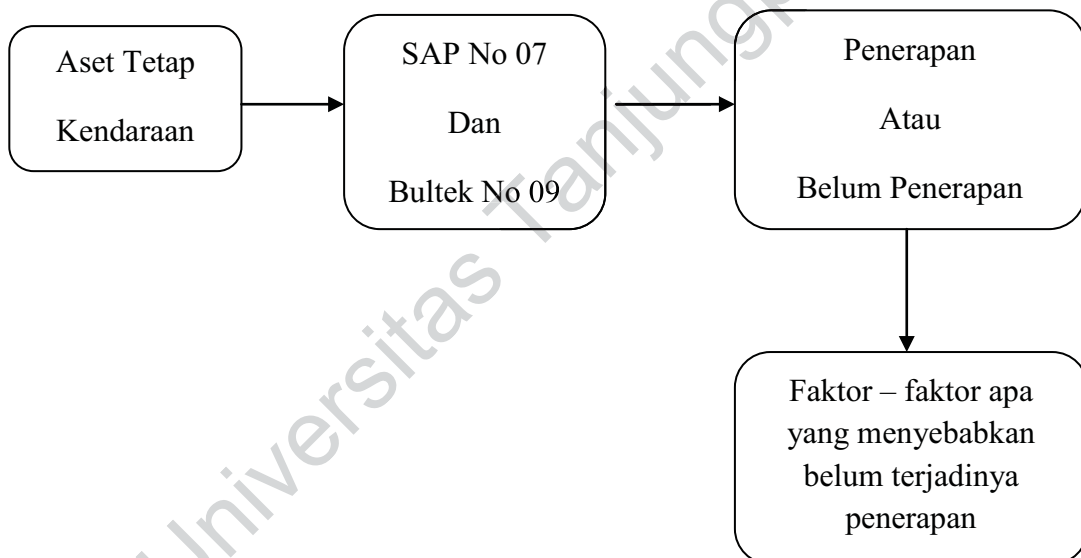 Aset Tetap
Kendaraan
SAP No 07
Dan
Bultek No 09
Penerapan
Atau
Belum Penerapan
Faktor – faktor apa
yang menyebabkan
belum terjadinya
penerapan
Universitas